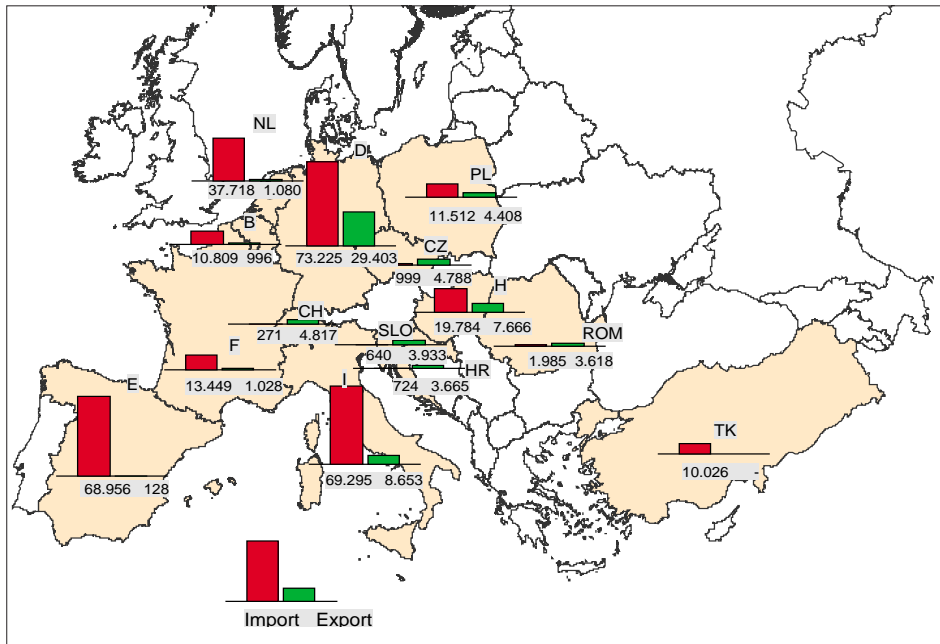 NL
37.718 1.080
D
73.225 29.403
PL
11.512 4.408
B
10.809 996
CZ
999 4.788
H
19.784 7.666
CH
271 4.817
SLO
640 3.933
ROM
1.985 3.618
F
13.449 1.028
HR
724 3.665
E
68.956 128
I
69.295 8.653
TK
10.026 -
Import Export